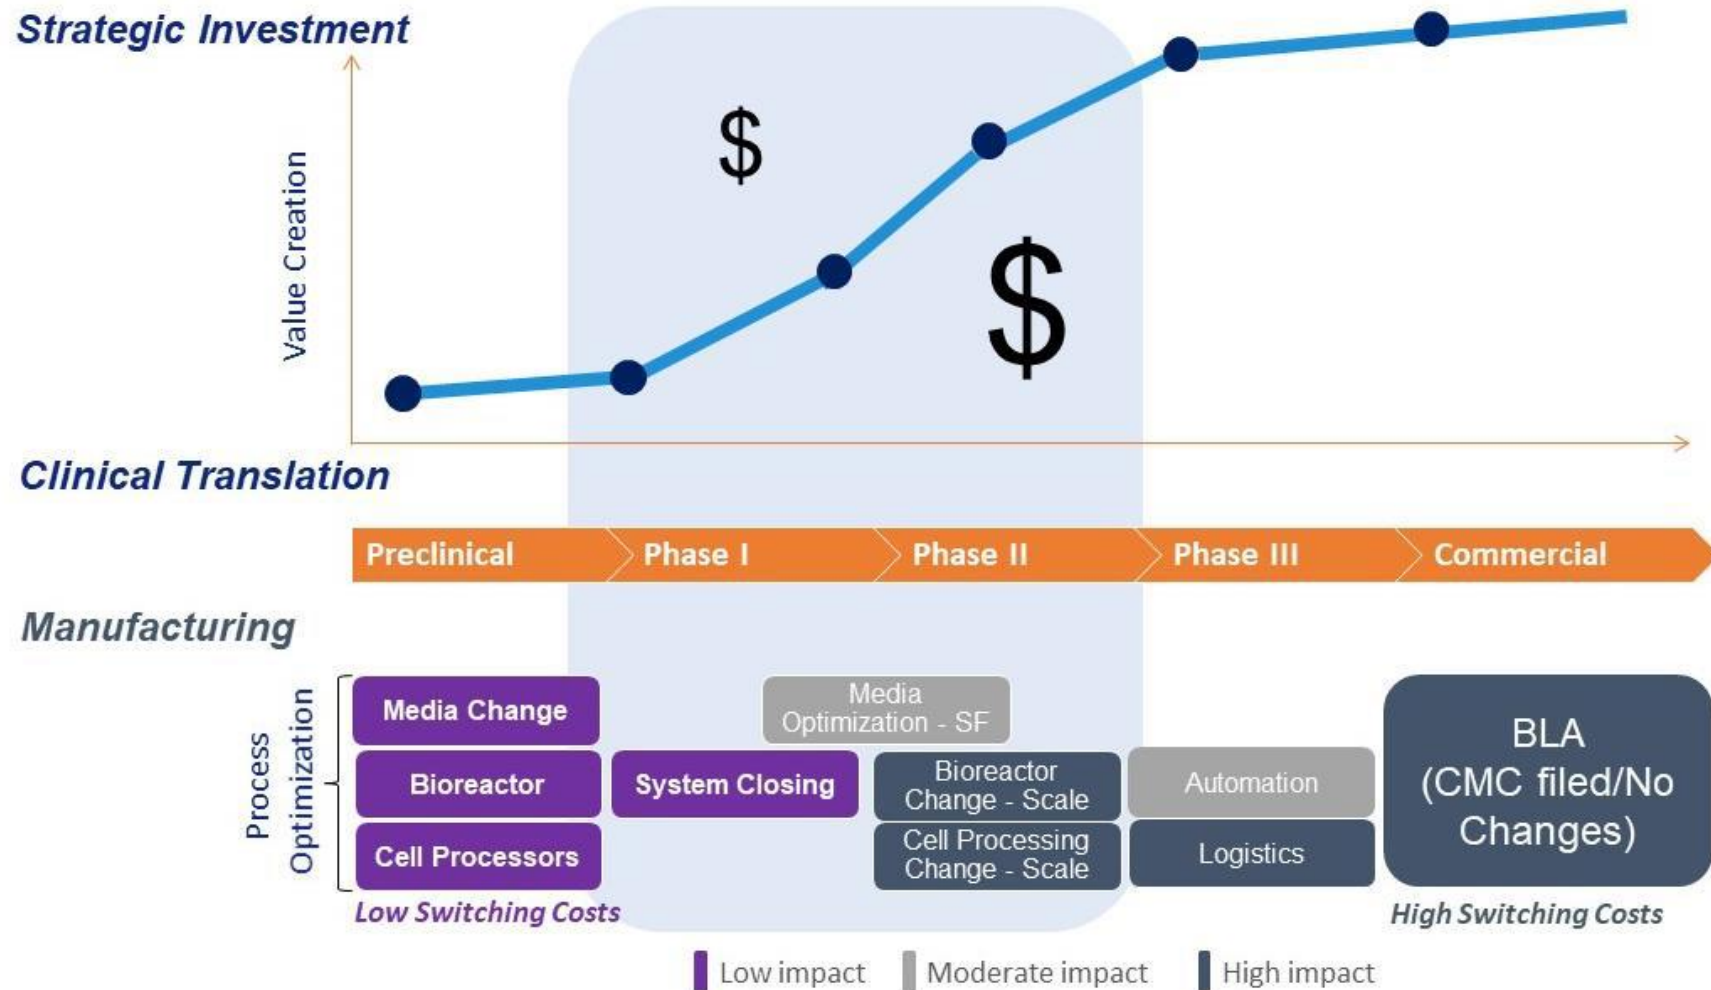 Strategic Investment
Value Creation
$
$
Clinical Translation
Preclinical
Phase I
Phase II
Phase III
Commercial
Manufacturing
Process
Optimization
Media Change
Media
Optimization - SF
Bioreactor
System Closing
Bioreactor
Change - Scale
Automation
Cell Processors
Cell Processing
Change - Scale
Logistics
BLA
(CMC filed/No
Changes)
Low Switching Costs
High Switching Costs
Low impact
Moderate impact
High impact